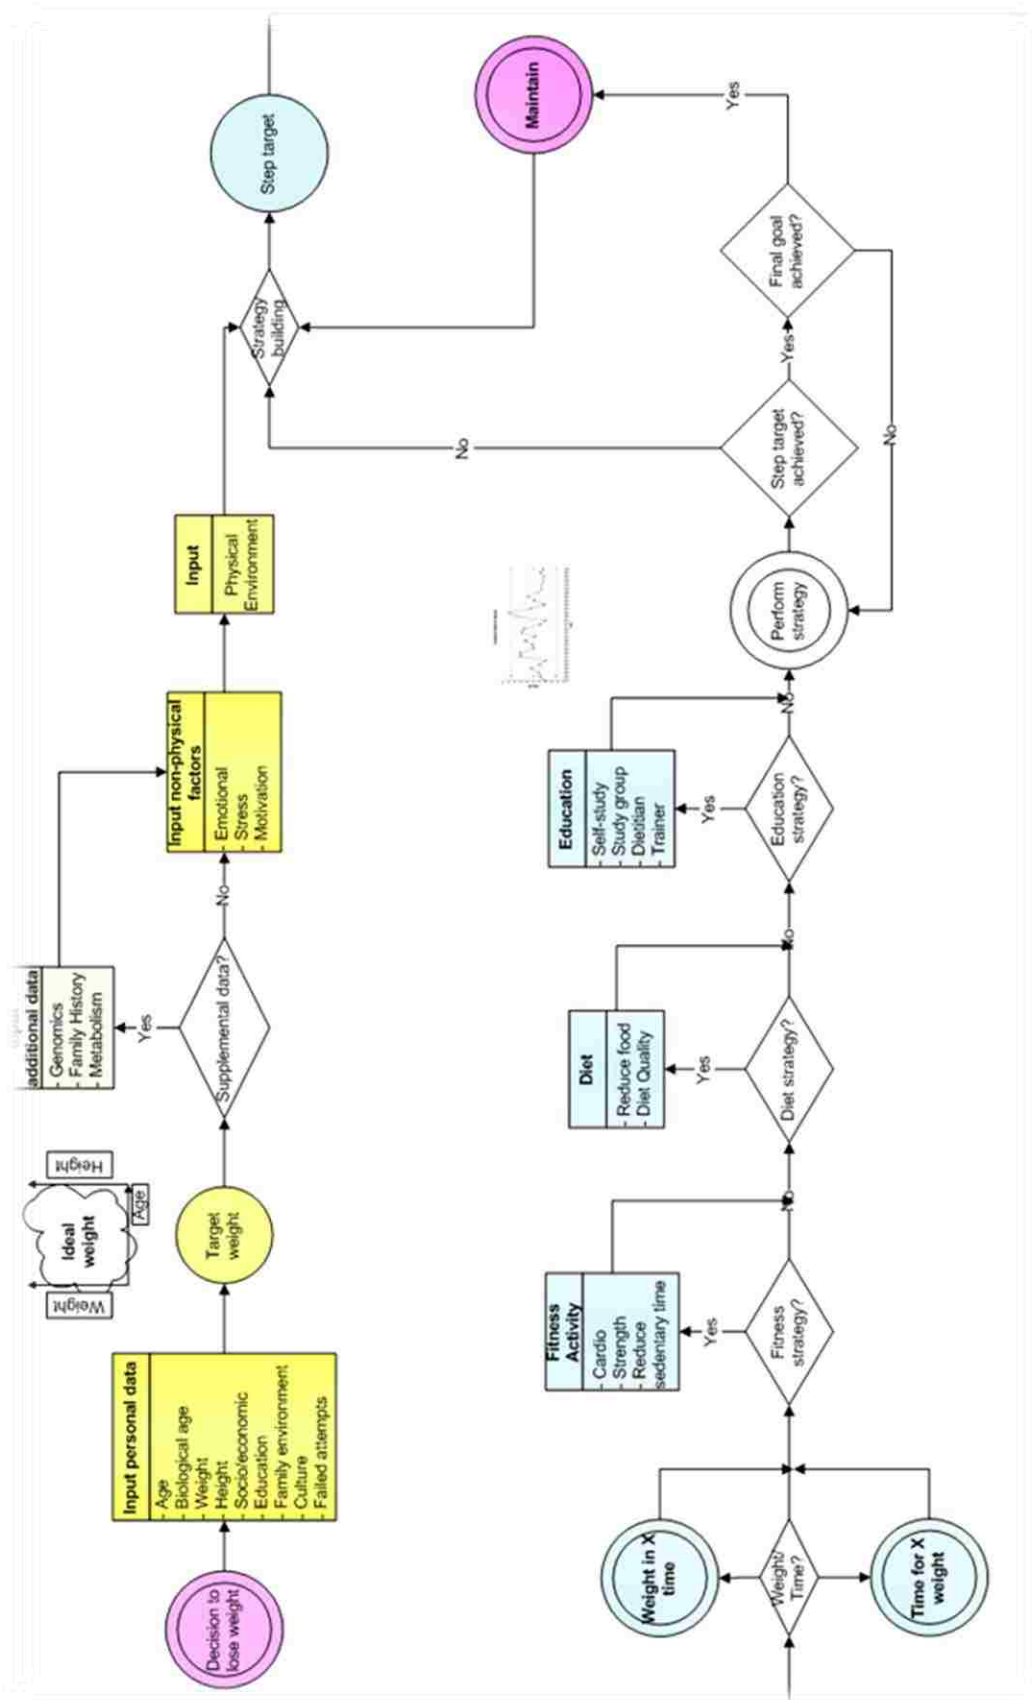 Decision to
lose weight
Input personal data
- Age
- Biological age
- Weight
- Height
- Socio/economic
- Education
- Family environment
- Culture
- Failed attempts
Weight
Ideal
weight
Age
Height
Target
weight
Supplemental data?
Yes
No
additional data
- Genomics
- Family History
- Metabolism
Input non-physical
factors
- Emotional
- Stress
- Motivation
Input
Physical
Environment
Strategy
building
Step target
Maintain
Weight/
Time?
Weight in X
time
Time for X
weight
Fitness
strategy?
Yes
No
Fitness
Activity
- Cardio
- Strength
- Reduce
sedentary time
Diet strategy?
Yes
No
Diet
- Reduce food
- Diet Quality
Education
strategy?
Yes
No
Education
- Self-study
- Study group
- Dietitian
- Trainer
Perform
strategy
Step target
achieved?
No
Yes
Final goal
achieved?
No
Yes